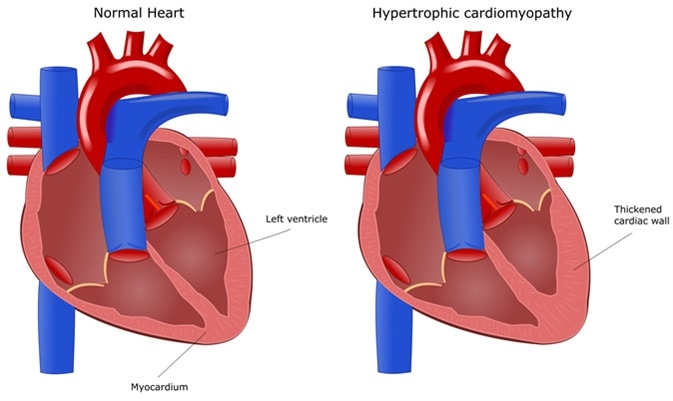 Normal Heart
Hypertrophic cardiomyopathy
Left ventricle
Thickened
cardiac wall
Myocardium